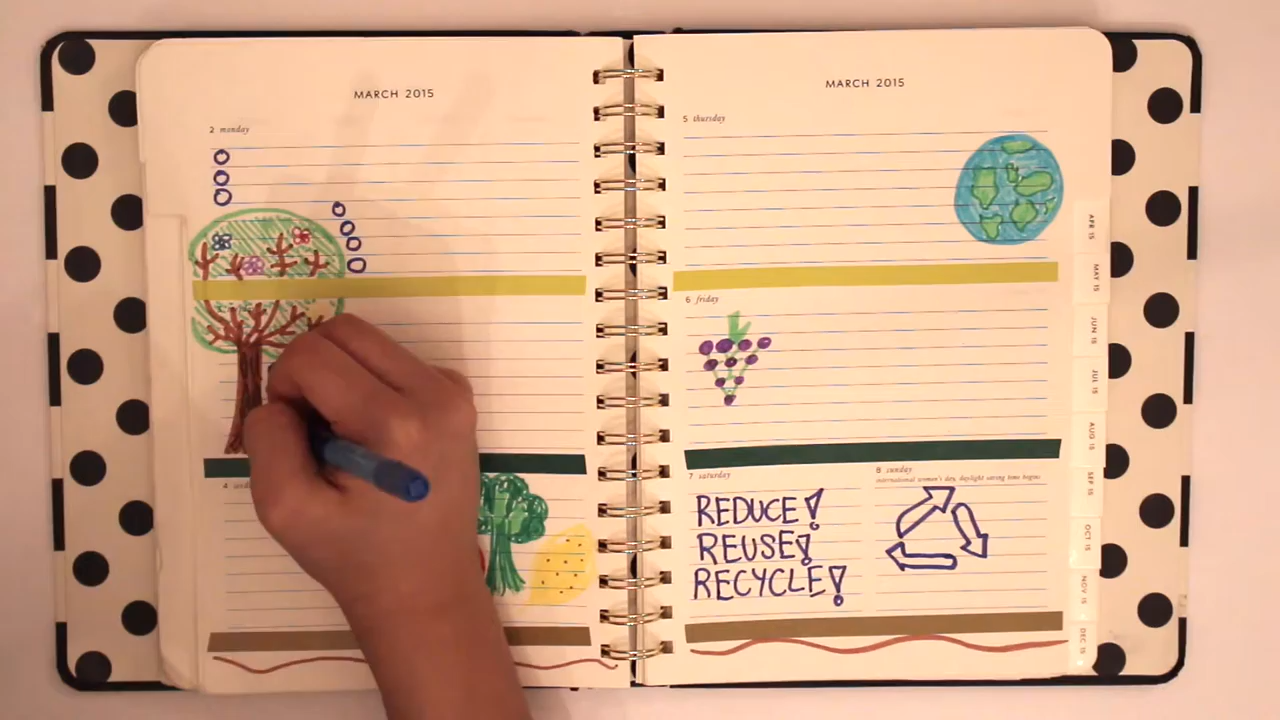 MARCH 2015
2 monday
4
MARCH 2015
5 thursday
6 friday
7 saturday
REDUCE!
REUSE!
RECYCLE!
8 sunday
international women's day, daylight saving time begins
APR 15
MAY 15
JUN 15
JUL 15
AUG 15
SEP 15
OCT 15
NOV 15
DEC 15